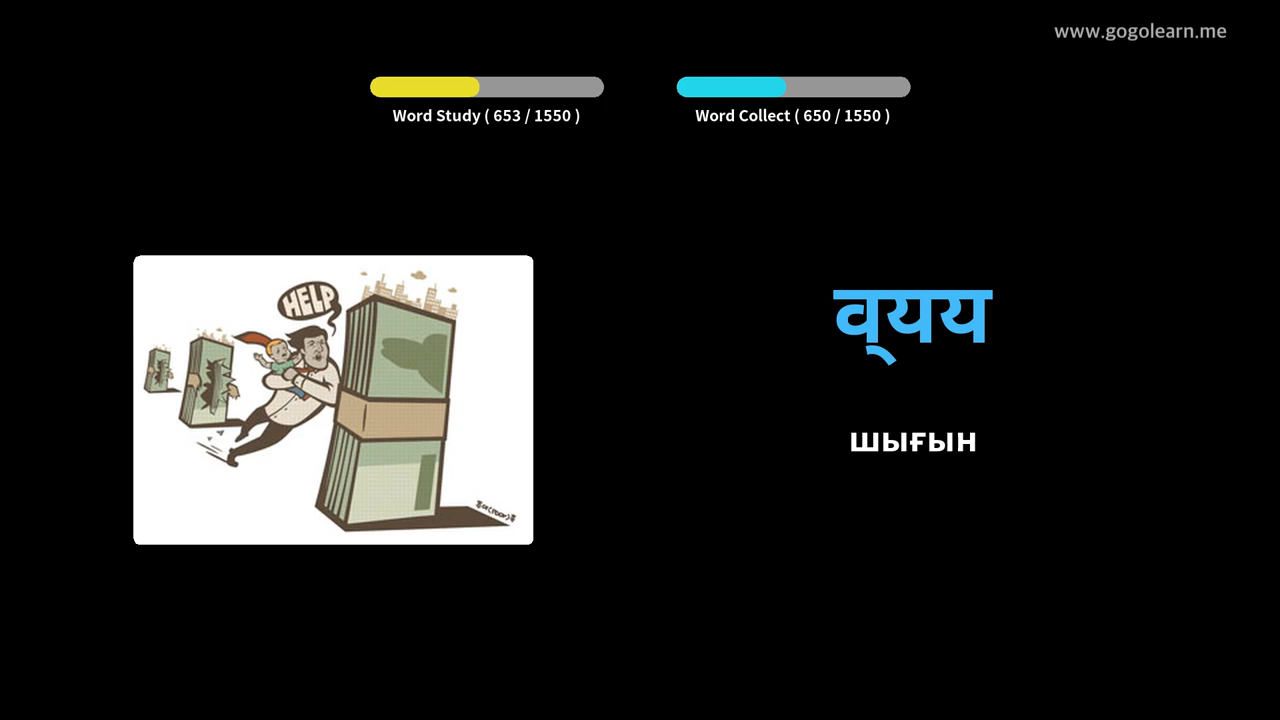 www.gogolearn.me
Word Study ( 653 / 1550 )
Word Collect ( 650 / 1550 )
HELP
व्‌यय
шығын